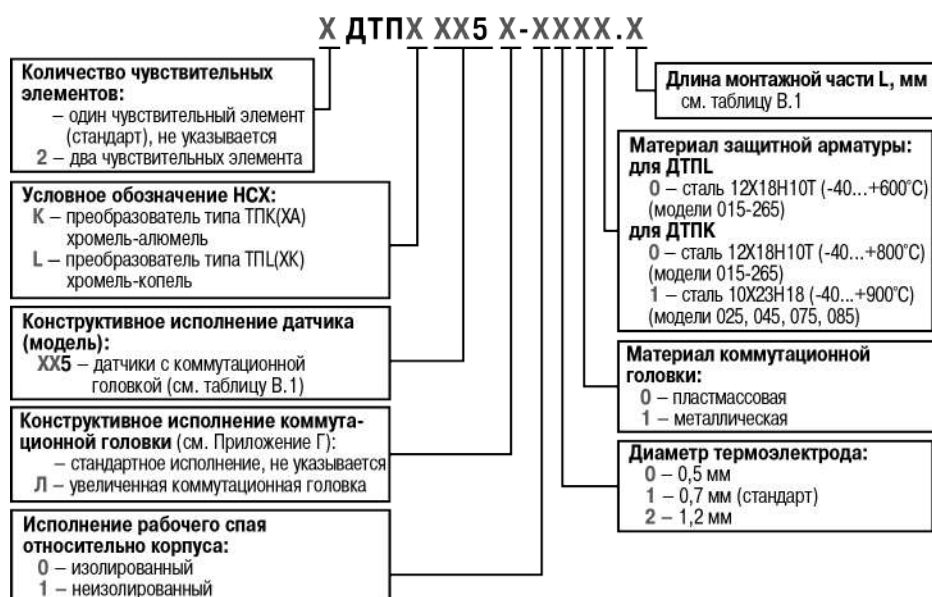 X ДТПX XX5 X-XXXX.X
Количество чувствительных
элементов:
– один чувствительный элемент
(стандарт), не указывается
2 – два чувствительных элемента
Условное обозначение НСХ:
К – преобразователь типа ТПК(ХА)
хромель-алюмель
L – преобразователь типа ТПL(ХК)
хромель-копель
Конструктивное исполнение датчика
(модель):
XX5 – датчики с коммутационной
головкой (см. таблицу В.1)
Конструктивное исполнение коммута-
ционной головки (см. Приложение Г):
– стандартное исполнение, не указывается
Л – увеличенная коммутационная головка
Исполнение рабочего спая
относительно корпуса:
0 – изолированный
1 – неизолированный
Длина монтажной части L, мм
см. таблицу В.1
Материал защитной арматуры:
для ДТПL
0 – сталь 12Х18Н10Т (-40...+600°С)
(модели 015-265)
для ДТПК
0 – сталь 12Х18Н10Т (-40...+800°С)
(модели 015-265)
1 – сталь 10Х23Н18 (-40...+900°С)
(модели 025, 045, 075, 085)
Материал коммутационной
головки:
0 – пластмассовая
1 – металлическая
Диаметр термоэлектрода:
0 – 0,5 мм
1 – 0,7 мм (стандарт)
2 – 1,2 мм